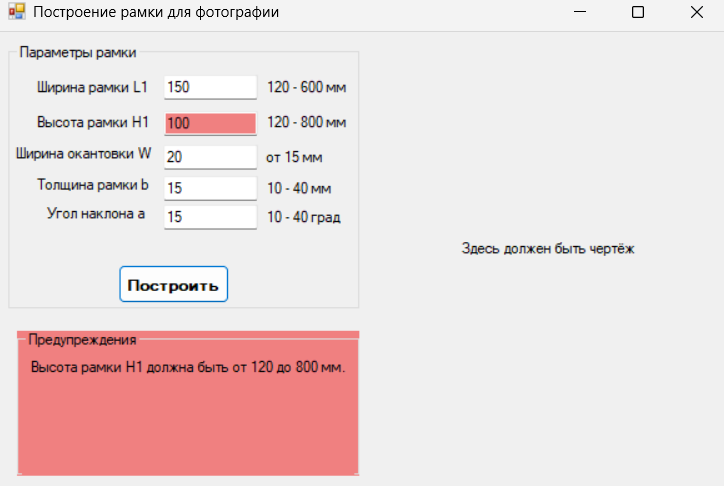 Построение рамки для фотографии
Параметры рамки
Ширина рамки L1 150 120 - 600 мм
Высота рамки H1 100 120 - 800 мм
Ширина окантовки W 20 от 15 мм
Толщина рамки b 15 10 - 40 мм
Угол наклона a 15 10 - 40 град
Здесь должен быть чертёж
Построить
Предупреждения
Высота рамки H1 должна быть от 120 до 800 мм.